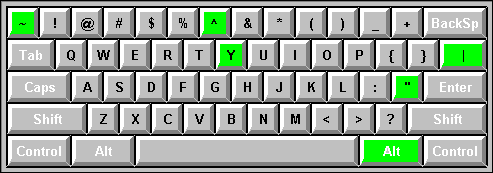 ~ ! @ # $ % ^ & * ( ) _ + BackSp
Tab Q W E R T Y U I O P { } |
Caps A S D F G H J K L : " Enter
Shift Z X C V B N M < > ? Shift
Control Alt Alt Control